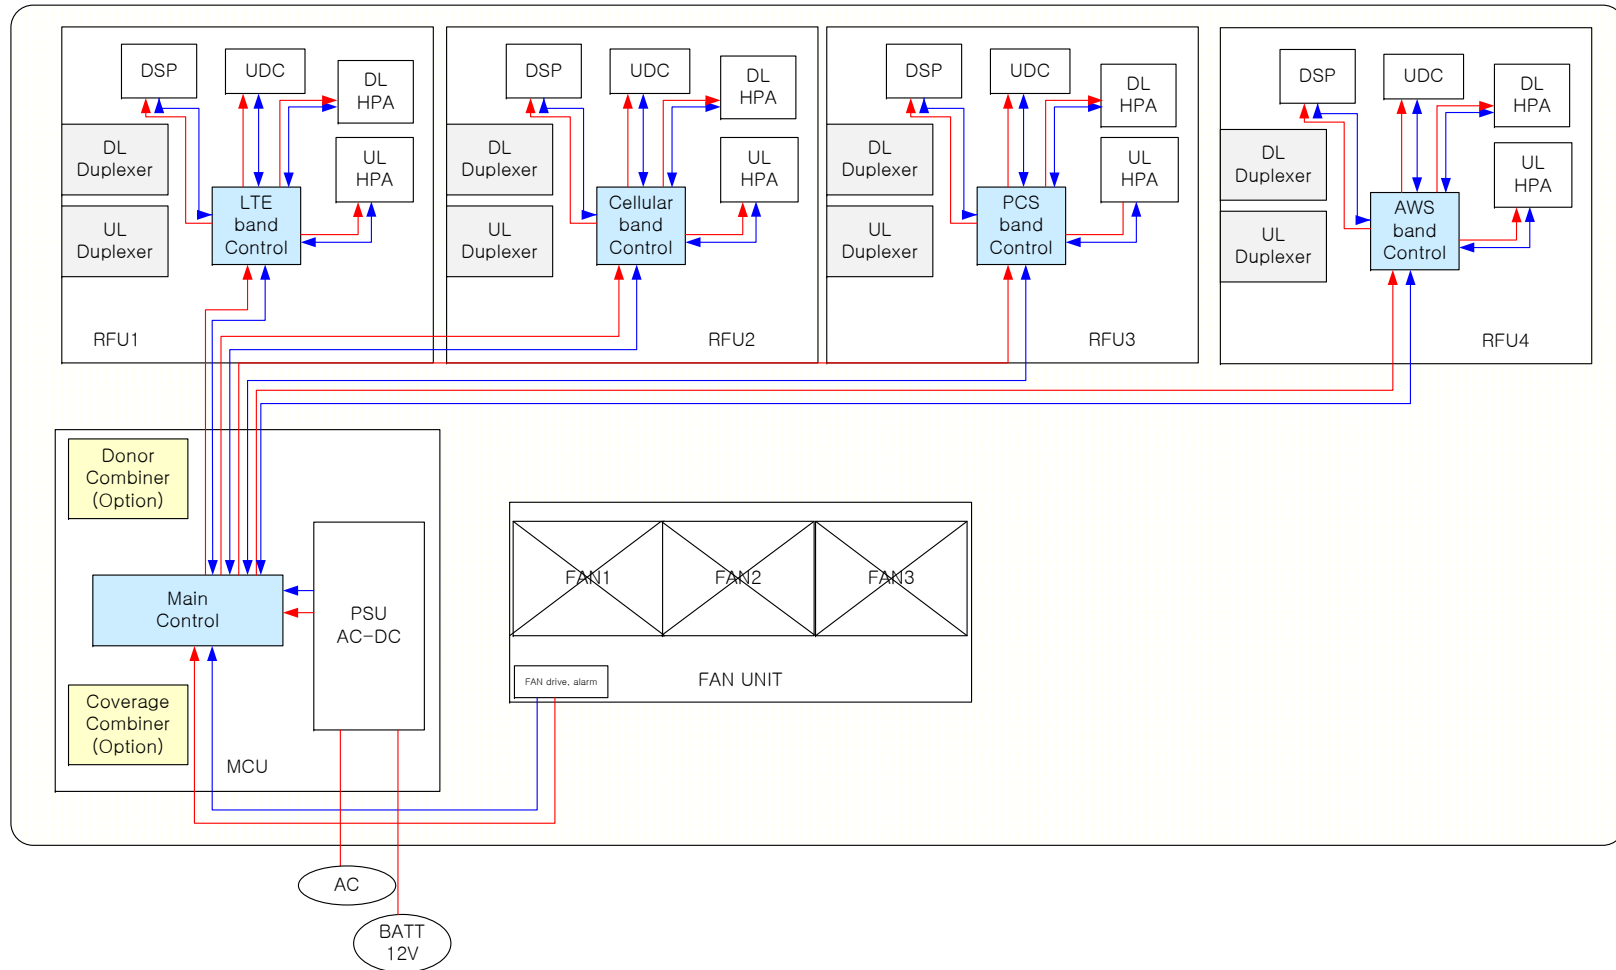 DSP
UDC
DL
HPA
DL
Duplexer
UL
HPA
LTE
band
Control
UL
Duplexer
RFU1
DSP
UDC
DL
HPA
DL
Duplexer
UL
HPA
Cellular
band
Control
UL
Duplexer
RFU2
DSP
UDC
DL
HPA
DL
Duplexer
UL
HPA
PCS
band
Control
UL
Duplexer
RFU3
DSP
UDC
DL
HPA
DL
Duplexer
UL
HPA
AWS
band
Control
UL
Duplexer
RFU4
Donor
Combiner
(Option)
Main
Control
PSU
AC-DC
Coverage
Combiner
(Option)
MCU
FAN1
FAN2
FAN3
FAN drive, alarm
FAN UNIT
AC
BATT
12V